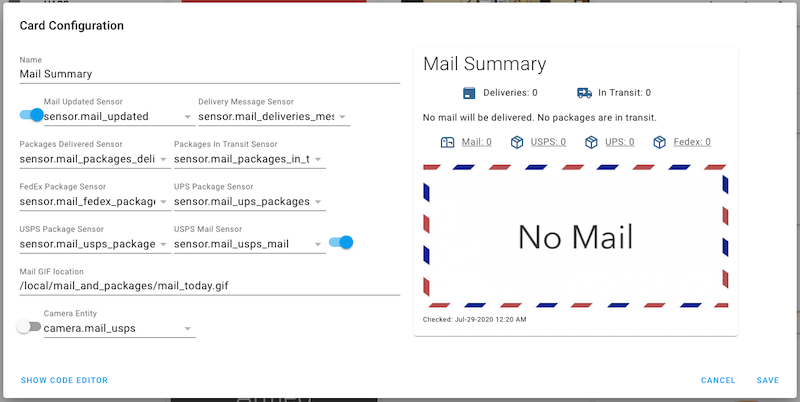 Card Configuration
Name
Mail Summary
Mail Updated Sensor
sensor.mail_updated
Delivery Message Sensor
sensor.mail_deliveries_mes
Packages Delivered Sensor
sensor.mail_packages_deli
Packages In Transit Sensor
sensor.mail_packages_in_t
FedEx Package Sensor
sensor.mail_fedex_package
UPS Package Sensor
sensor.mail_ups_packages
USPS Package Sensor
sensor.mail_usps_package
USPS Mail Sensor
sensor.mail_usps_mail
Mail GIF location
/local/mail_and_packages/mail_today.gif
Camera Entity
camera.mail_usps
SHOW CODE EDITOR
Mail Summary
Deliveries: 0
In Transit: 0
No mail will be delivered. No packages are in transit.
Mail: 0
USPS: 0
UPS: 0
Fedex: 0
No Mail
Checked: Jul-29-2020 12:20 AM
CANCEL
SAVE